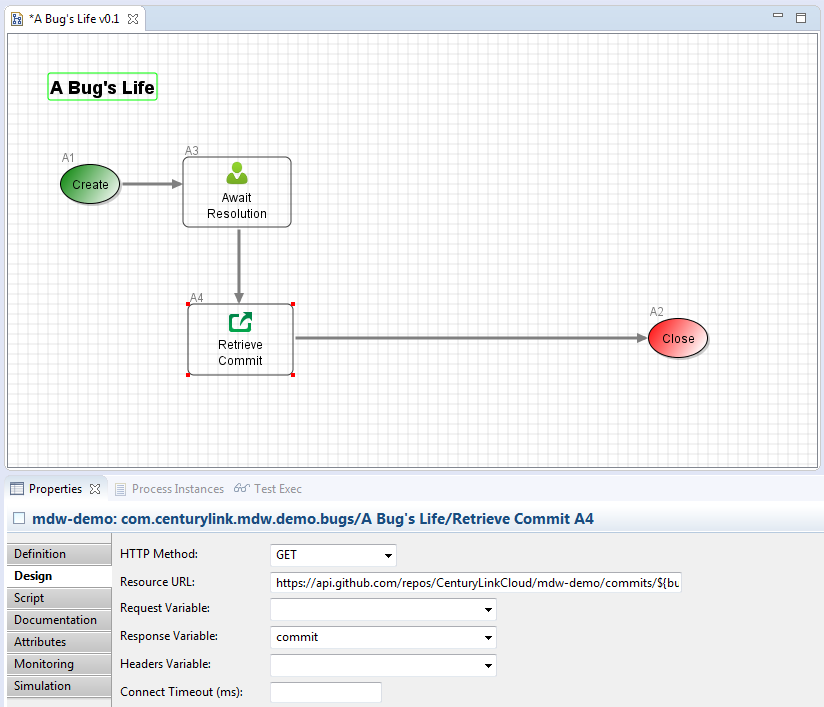 *A Bug's Life v0.1
A Bug's Life
A1
Create
A3
Await
Resolution
A4
Retrieve
Commit
A2
Close
Properties Process Instances Test Exec
mdw-demo: com.centurylink.mdw.demo.bugs/A Bug's Life/Retrieve Commit A4
Definition
Design
Script
Documentation
Attributes
Monitoring
Simulation
HTTP Method: GET
Resource URL: https://api.github.com/repos/CenturyLinkCloud/mdw-demo/commits/${bu
Request Variable:
Response Variable: commit
Headers Variable:
Connect Timeout (ms):